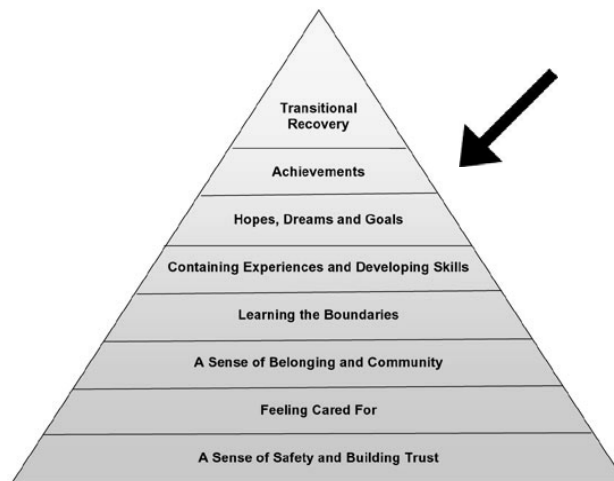 Transitional
Recovery
Achievements
Hopes, Dreams and Goals
Containing Experiences and Developing Skills
Learning the Boundaries
A Sense of Belonging and Community
Feeling Cared For
A Sense of Safety and Building Trust